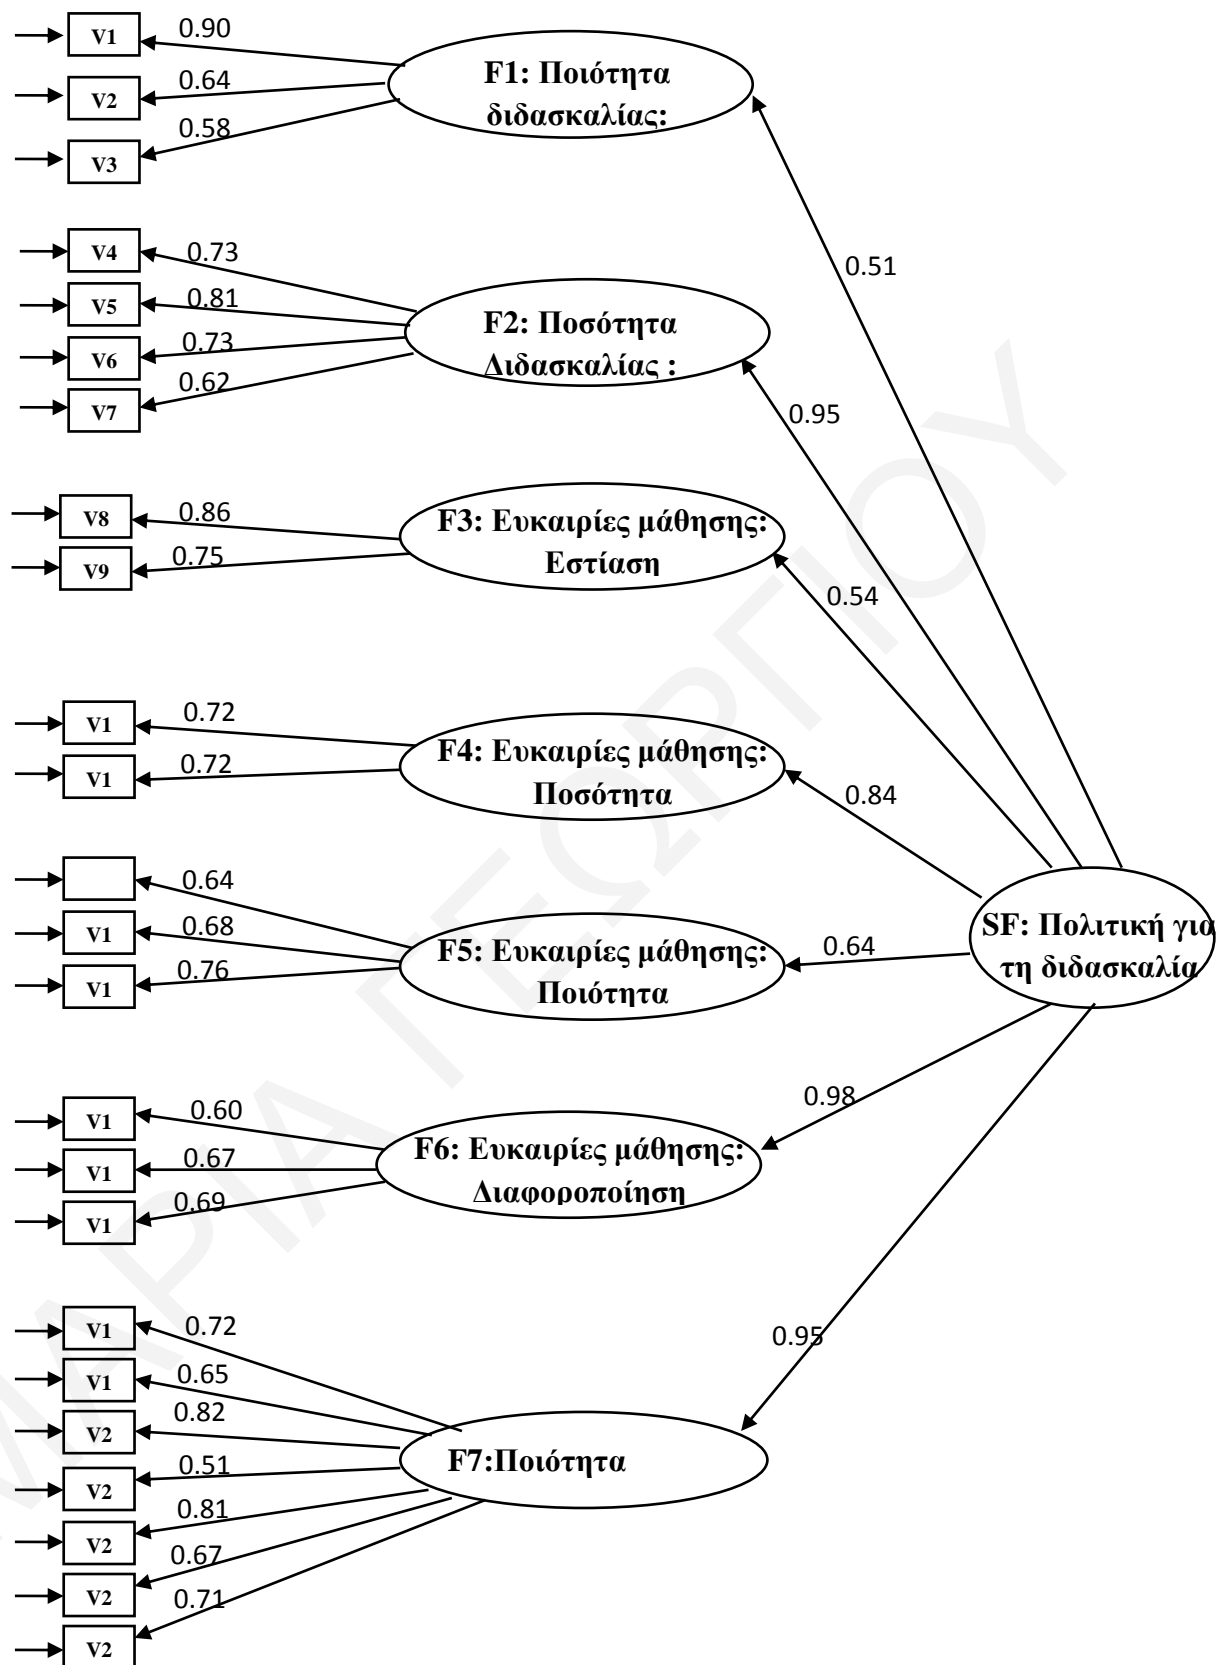 V1
0.90
V2
0.64
V3
0.58
F1: Ποιότητα
διδασκαλίας:
V4
0.73
V5
0.81
V6
0.73
V7
0.62
F2: Ποσότητα
Διδασκαλίας :
V8
0.86
V9
0.75
F3: Ευκαιρίες μάθησης:
Εστίαση
V1
0.72
V1
0.72
F4: Ευκαιρίες μάθησης:
Ποσότητα
0.64
V1
0.68
V1
0.76
F5: Ευκαιρίες μάθησης:
Ποιότητα
V1
0.60
V1
0.67
V1
0.69
F6: Ευκαιρίες μάθησης:
Διαφοροποίηση
V1
0.72
V1
0.65
V2
0.82
V2
0.51
V2
0.81
V2
0.67
V2
0.71
F7:Ποιότητα
0.51
0.95
0.54
0.84
0.64
0.98
0.95
SF: Πολιτική για
τη διδασκαλία
ΜΑΡΙΑ ΓΕΩΡΓΙΟΥ